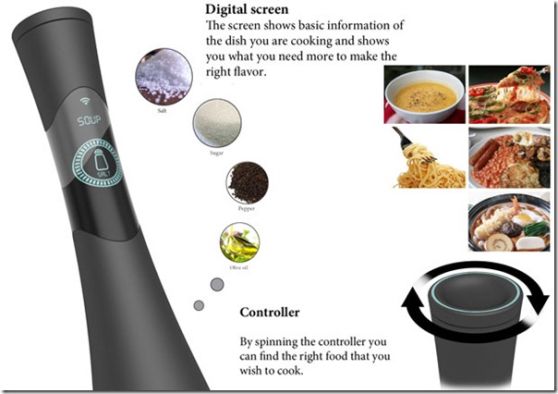 Digital screen
The screen shows basic information of
the dish you are cooking and shows
you what you need more to make the
right flavor.
SOUP
Salt
Sugar
Pepper
Olive oil
Controller
By spinning the controller you
can find the right food that you
wish to cook.